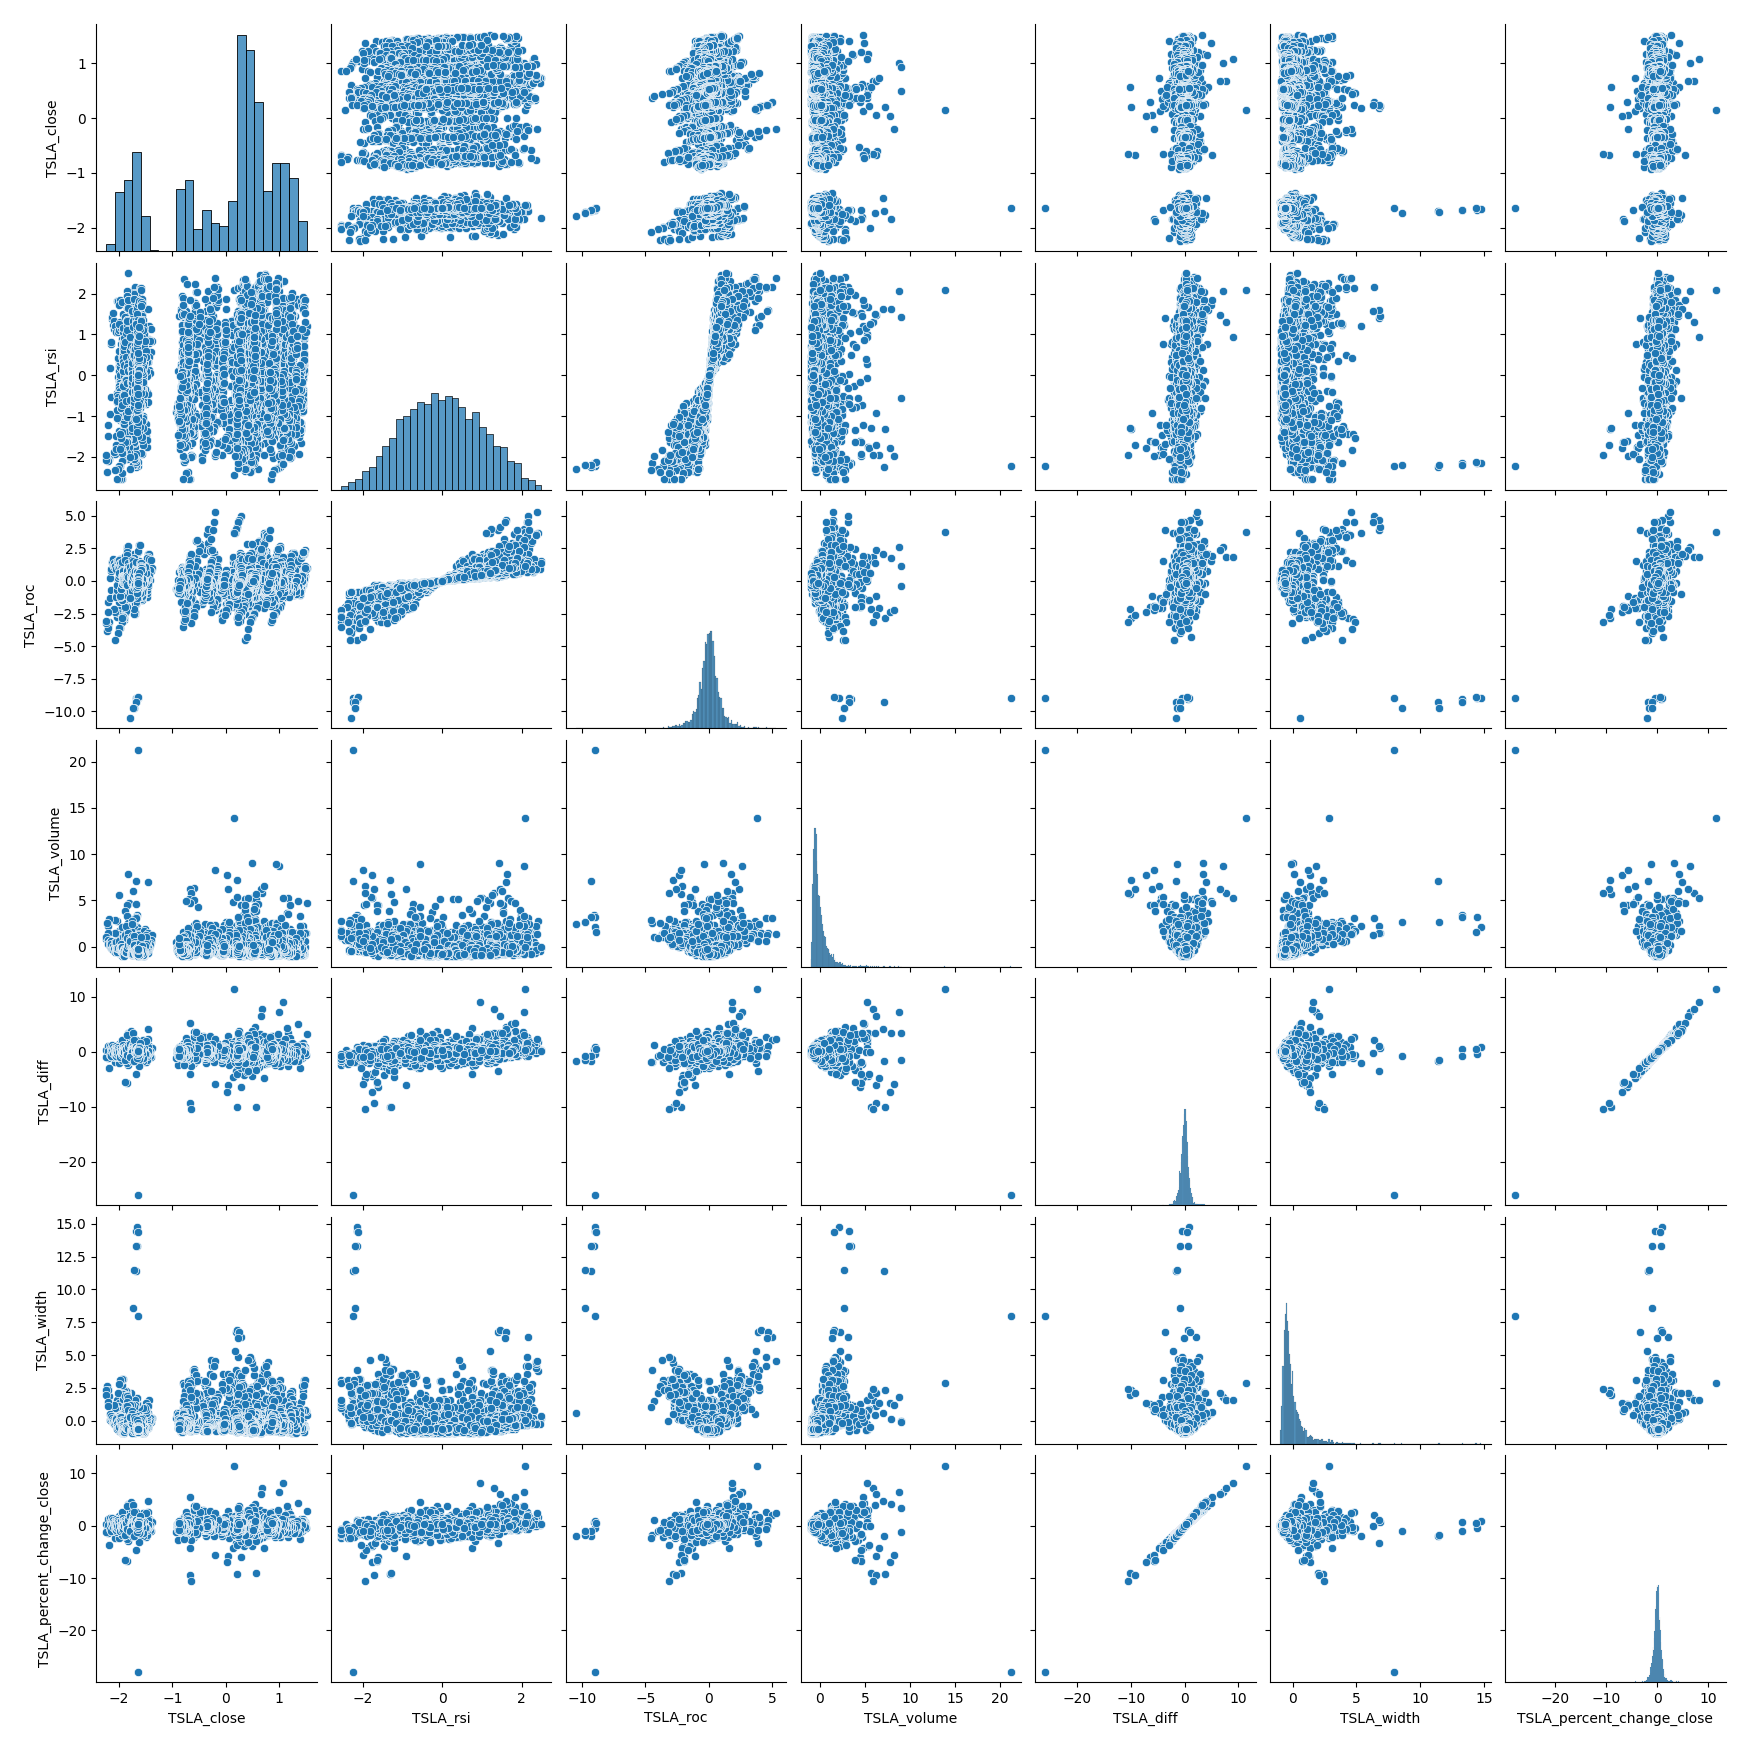 TSLA_close
1
0
−1
−2
TSLA_rsi
2
1
0
−1
−2
TSLA_roc
5.0
2.5
0.0
−2.5
−5.0
−7.5
−10.0
TSLA_volume
20
15
10
5
0
TSLA_diff
10
0
−10
−20
TSLA_width
15.0
12.5
10.0
7.5
5.0
2.5
0.0
TSLA_percent_change_close
10
0
−10
−20
−2 −1 0 1
−2 0 2
−10 −5 0 5
0 5 10 15 20
−20 −10 0 10
0 5 10 15
−20 −10 0 10
TSLA_close
TSLA_rsi
TSLA_roc
TSLA_volume
TSLA_diff
TSLA_width
TSLA_percent_change_close